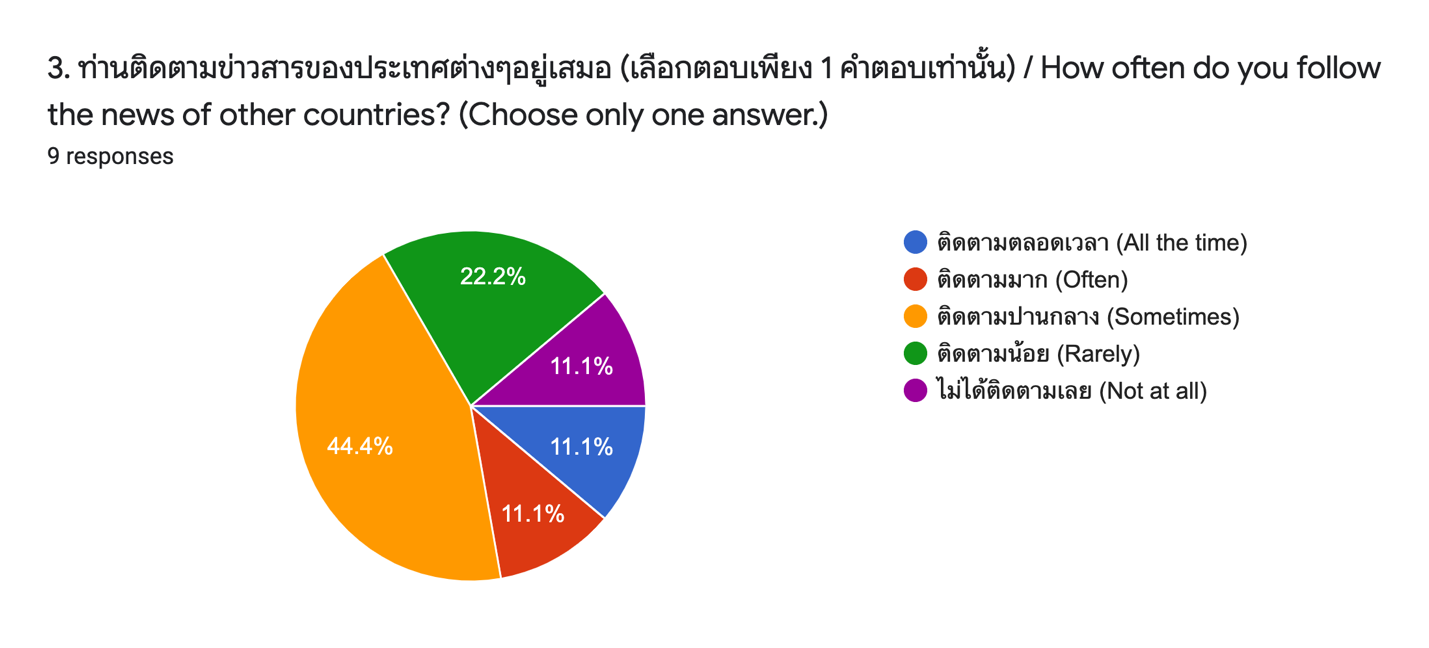 3. ท่านติดตามข่าวสารของประเทศต่างๆอยู่เสมอ (เลือกตอบเพียง 1 คำตอบเท่านั้น) / How often do you follow
the news of other countries? (Choose only one answer.)
9 responses
22.2%
11.1%
44.4%
11.1%
11.1%
ติดตามตลอดเวลา (All the time)
ติดตามมาก (Often)
ติดตามปานกลาง (Sometimes)
ติดตามน้อย (Rarely)
ไม่ได้ติดตามเลย (Not at all)